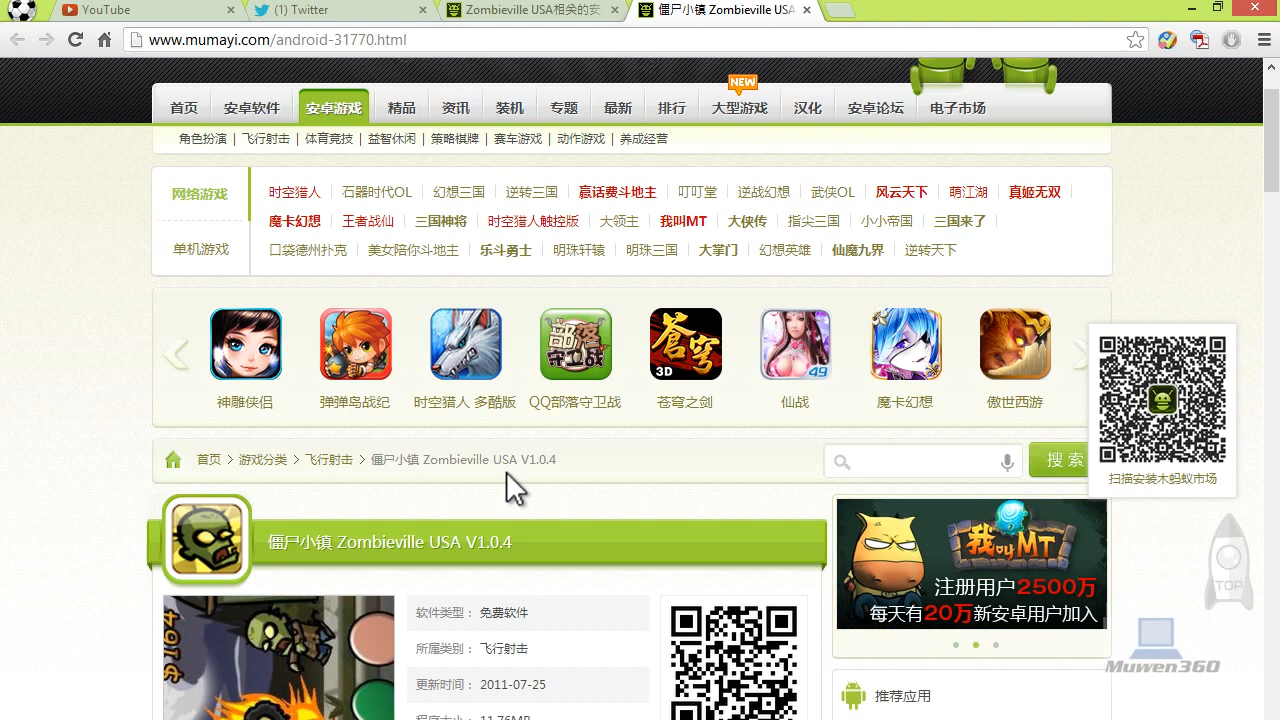 YouTube
(1) Twitter
Zombieville USA相关的安
僵尸小镇 Zombieville USA
www.mumayi.com/android-31770.html
NEW
首页 安卓软件 安卓游戏 精品 资讯 装机 专题 最新 排行 大型游戏 汉化 安卓论坛 电子市场
角色扮演 | 飞行射击 | 体育竞技 | 益智休闲 | 策略棋牌 | 赛车游戏 | 动作游戏 | 养成经营
网络游戏
时空猎人 石器时代OL 幻想三国 逆转三国 赢话费斗地主 叮叮堂 逆战幻想 武侠OL 风云天下 萌江湖 真姬无双
魔卡幻想 王者战仙 三国神将 时空猎人触控版 大领主 我叫MT 大侠传 指尖三国 小小帝国 三国来了
单机游戏
口袋德州扑克 美女陪你斗地主 乐斗勇士 明珠轩辕 明珠三国 大掌门 幻想英雄 仙魔九界 逆转天下
部落
守卫战
苍穹
3D
49
神雕侠侣 弹弹岛战纪 时空猎人 多酷版 QQ部落守卫战 苍穹之剑 仙战 魔卡幻想 傲世西游
扫描安装木蚂蚁市场
首页 > 游戏分类 > 飞行射击 > 僵尸小镇 Zombieville USA V1.0.4
搜 索
僵尸小镇 Zombieville USA V1.0.4
我叫MT
注册用户2500万
每天有20万新安卓用户加入
TOP
软件类型： 免费软件
所属类别： 飞行射击
更新时间： 2011-07-25
程序大小： 11.76MB
Muwen360
推荐应用